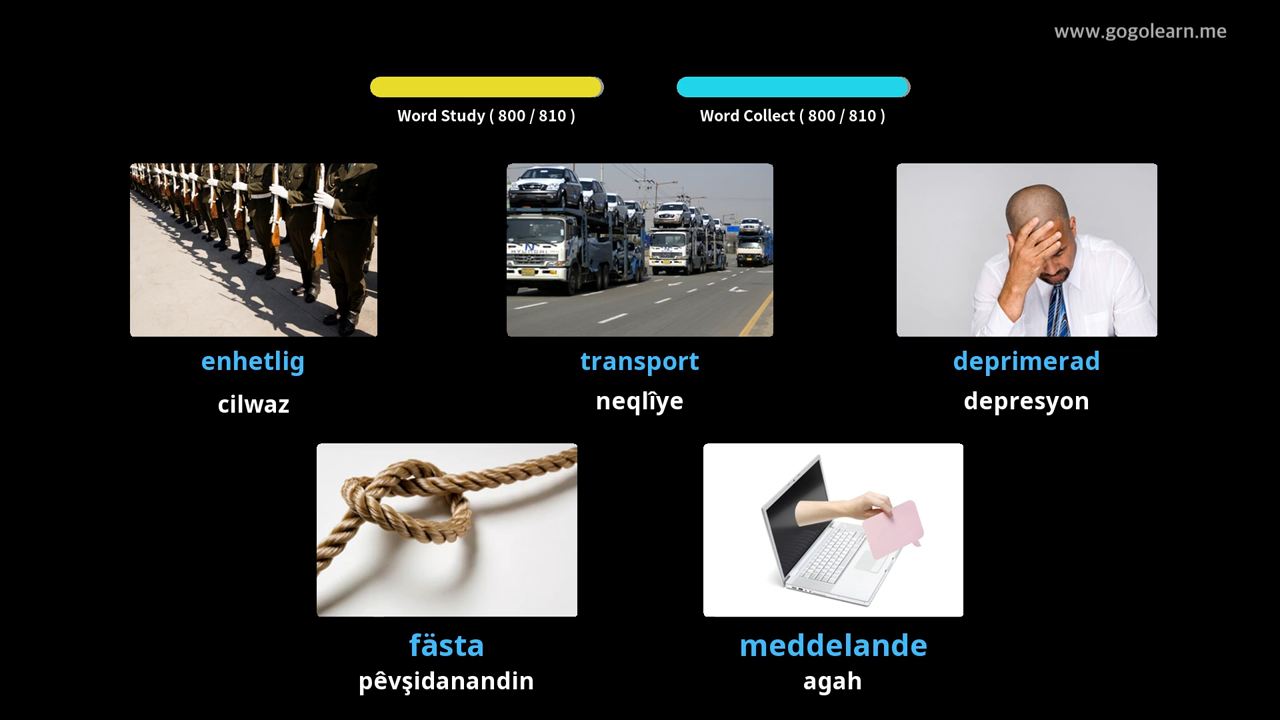 www.gogolearn.me
Word Study ( 800 / 810 )
Word Collect ( 800 / 810 )
enhetlig
transport
deprimerad
cilwaz
neqlîye
depresyon
fästa
meddelande
pêvşidanandin
agah